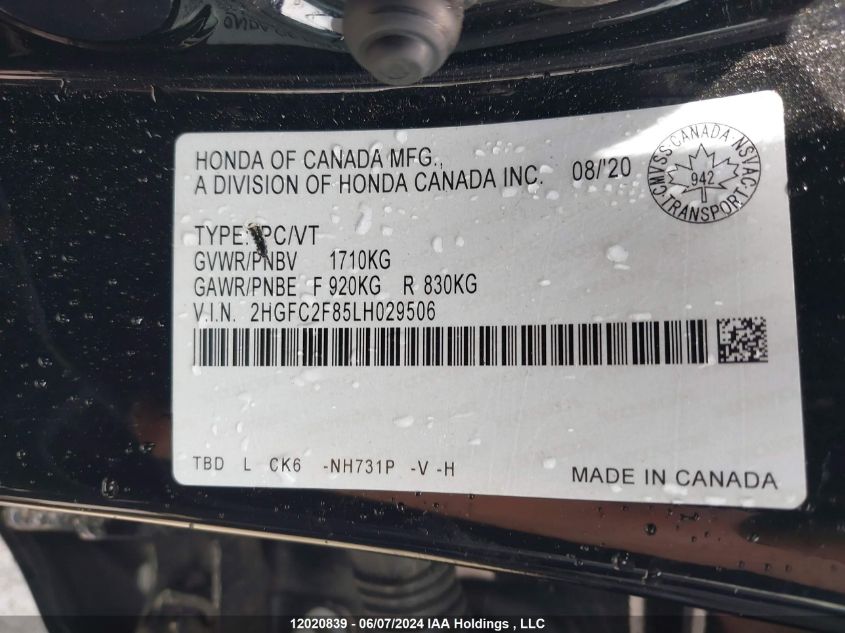 HONDA OF CANADA MFG.,
A DIVISION OF HONDA CANADA INC. 08/'20
CANADA · NSVAC · TRANSPORT · CMVSS
942
TYPE: PC/VT
GVWR/PNBV 1710KG
GAWR/PNBE F 920KG R 830KG
V.I.N. 2HGFC2F85LH029506
TBD L CK6 -NH731P -V -H
MADE IN CANADA
12020839 - 06/07/2024 IAA Holdings , LLC